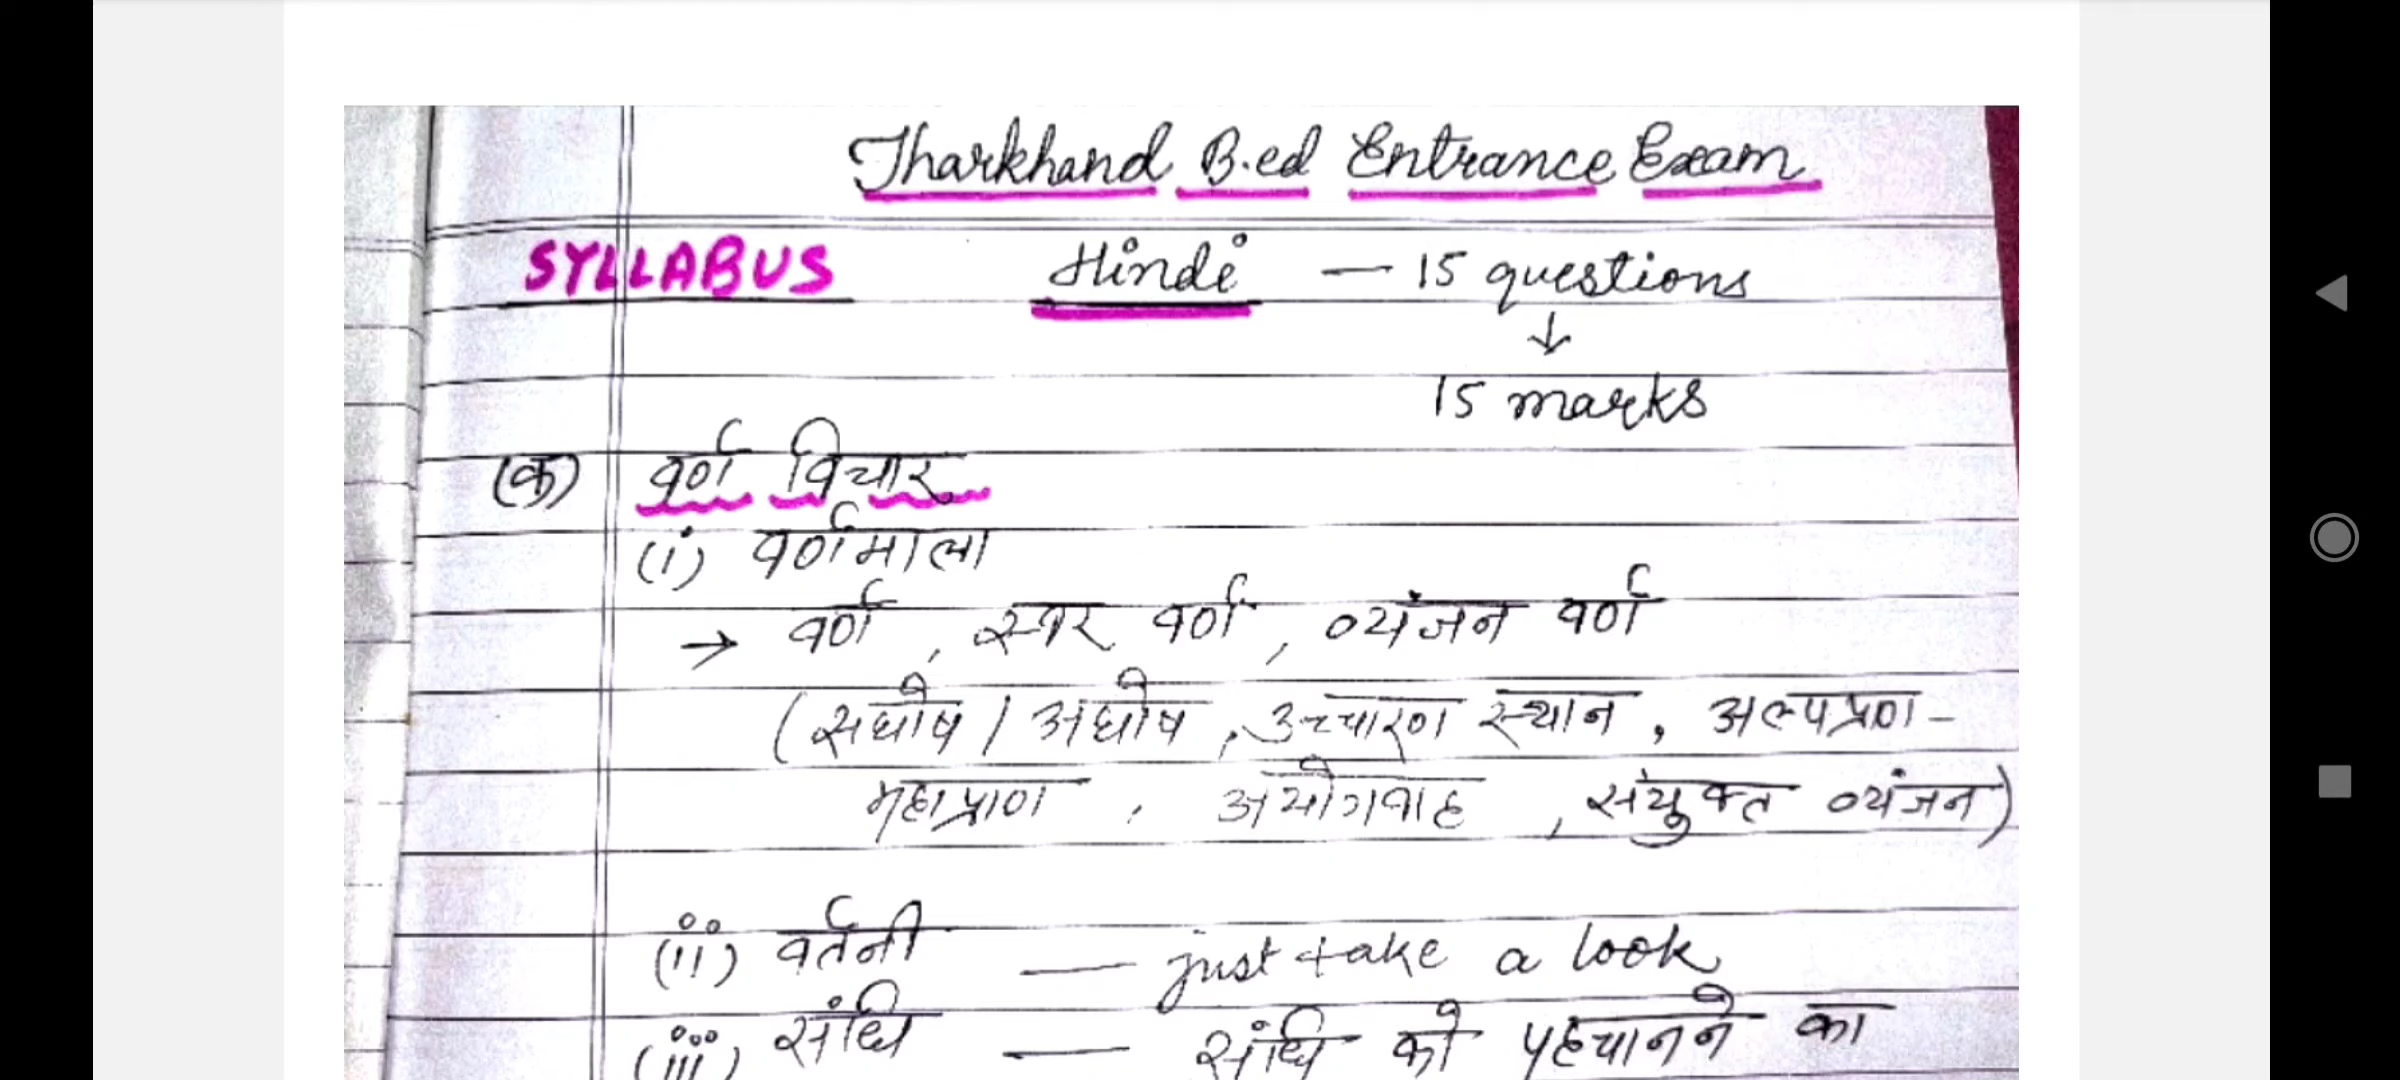 Jharkhand B.ed Entrance Exam
SYLLABUS Hindi — 15 questions
↓
15 marks
(क) वर्ण विचार
(i) वर्णमाला
→ वर्ण, स्वर वर्ण, व्यंजन वर्ण
(सघोष / अघोष, उच्चारण स्थान, अल्पप्राण-
महाप्राण, अयोगवाह, संयुक्त व्यंजन)
(ii) वर्तनी — just take a look
(iii) संधि — संधि को पहचानने का